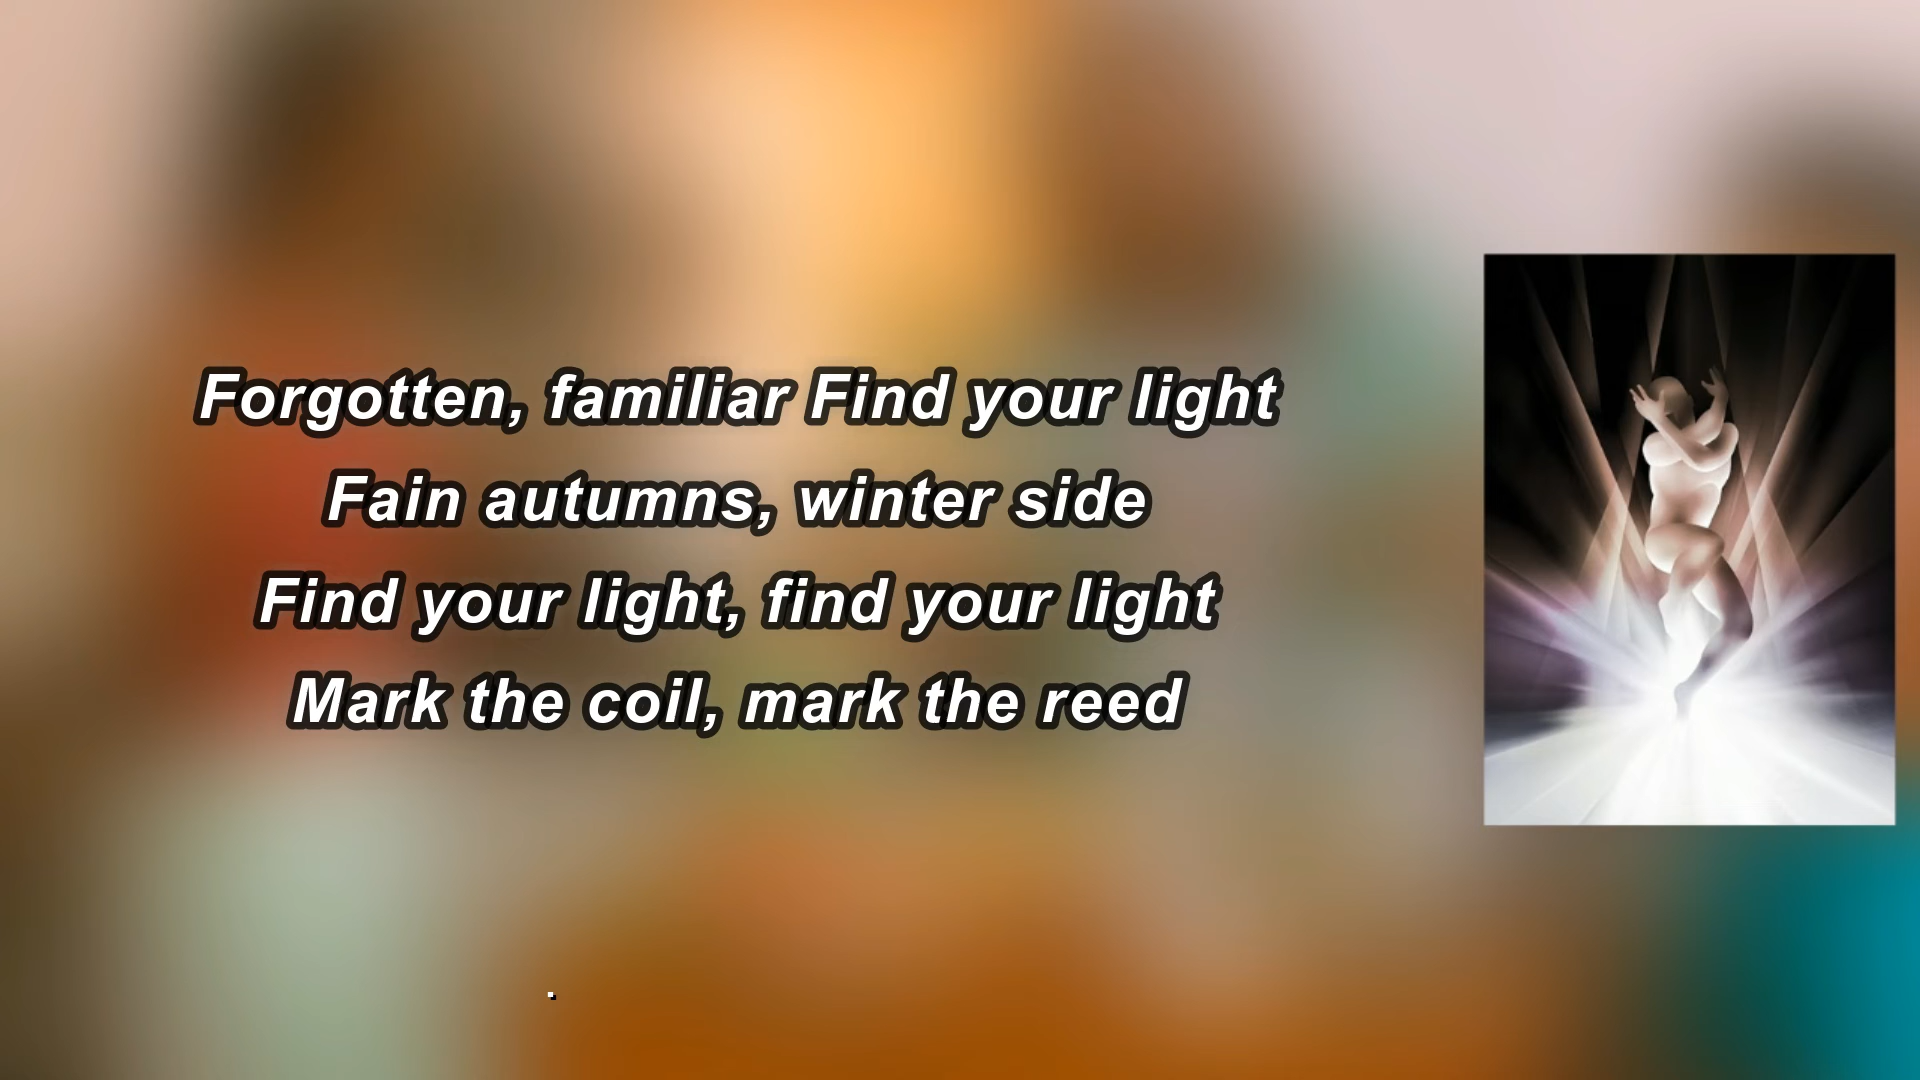 Forgotten, familiar Find your light
Fain autumns, winter side
Find your light, find your light
Mark the coil, mark the reed